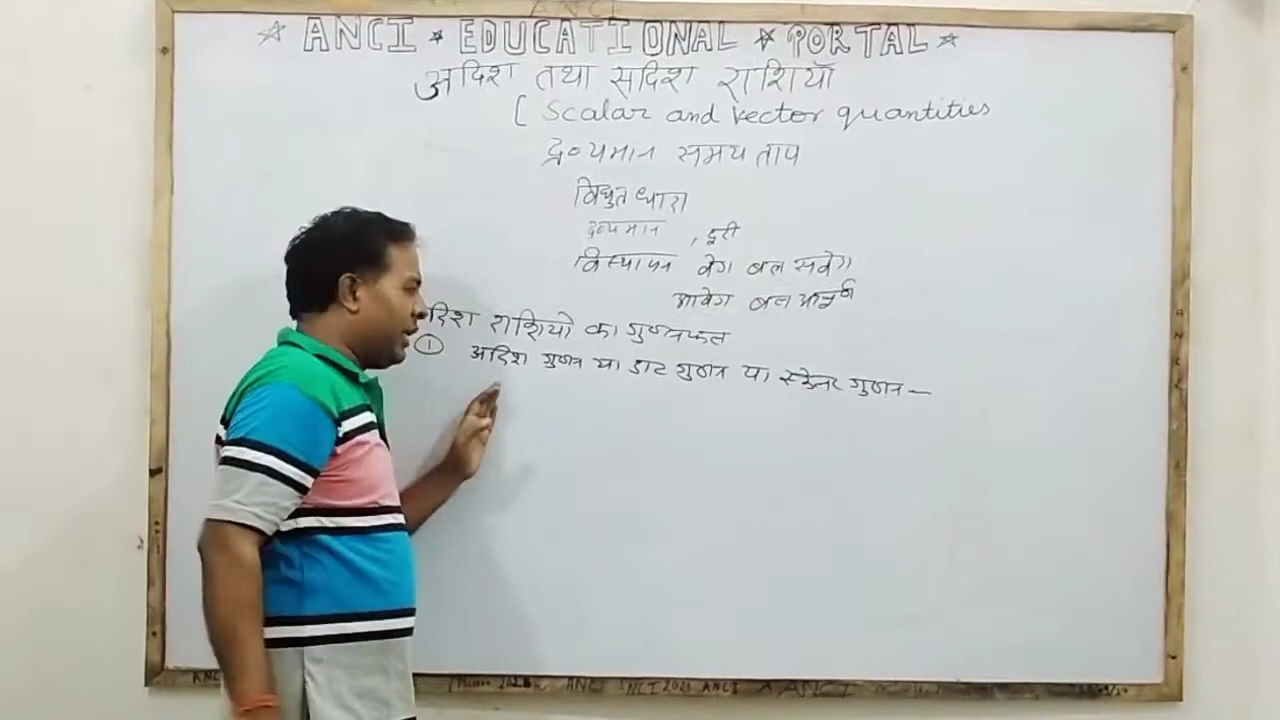 ☆ ANCI ★ EDUCATIONAL ☆ PORTAL ☆
अदिश तथा सदिश राशियाँ
[ Scalar and vector quantities
द्रव्यमान समय ताप
विधुत धारा
द्रव्यमान , दूरी
विस्थापन वेग बल संवेग
आवेग बल आघूर्ण
दिश राशियो का गुणनफल
① अदिश गुणन या डाट गुणन या स्केलर गुणन –
ANCI